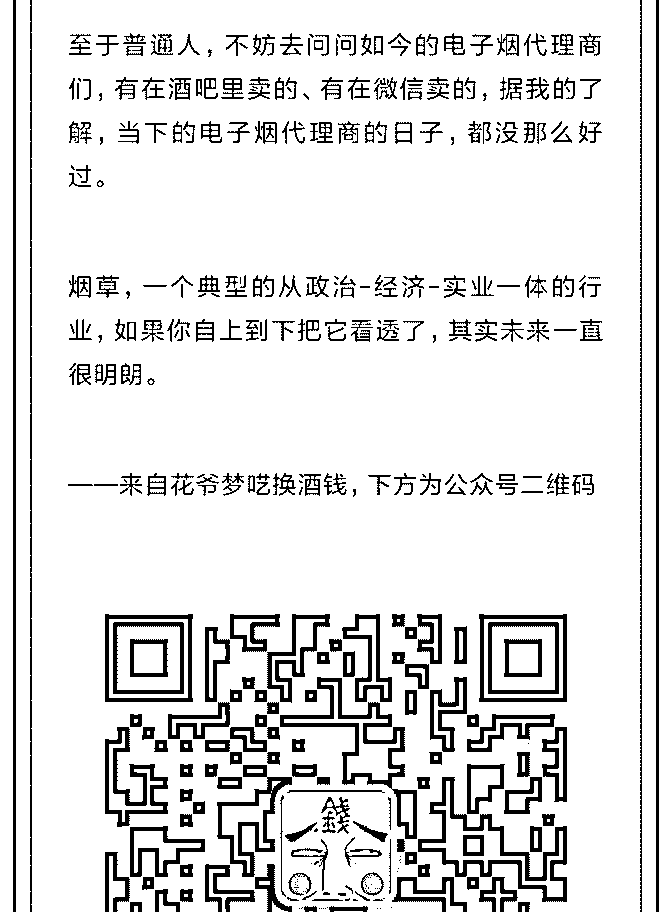 至于普通人，不妨去问问如今的电子烟代理商
们，有在酒吧里卖的、有在微信卖的，据我的了
解，当下的电子烟代理商的日子，都没那么好
过。
烟草，一个典型的从政治-经济-实业一体的行
业，如果你自上到下把它看透了，其实未来一直
很明朗。
——来自花爷梦呓换酒钱，下方为公众号二维码
錢